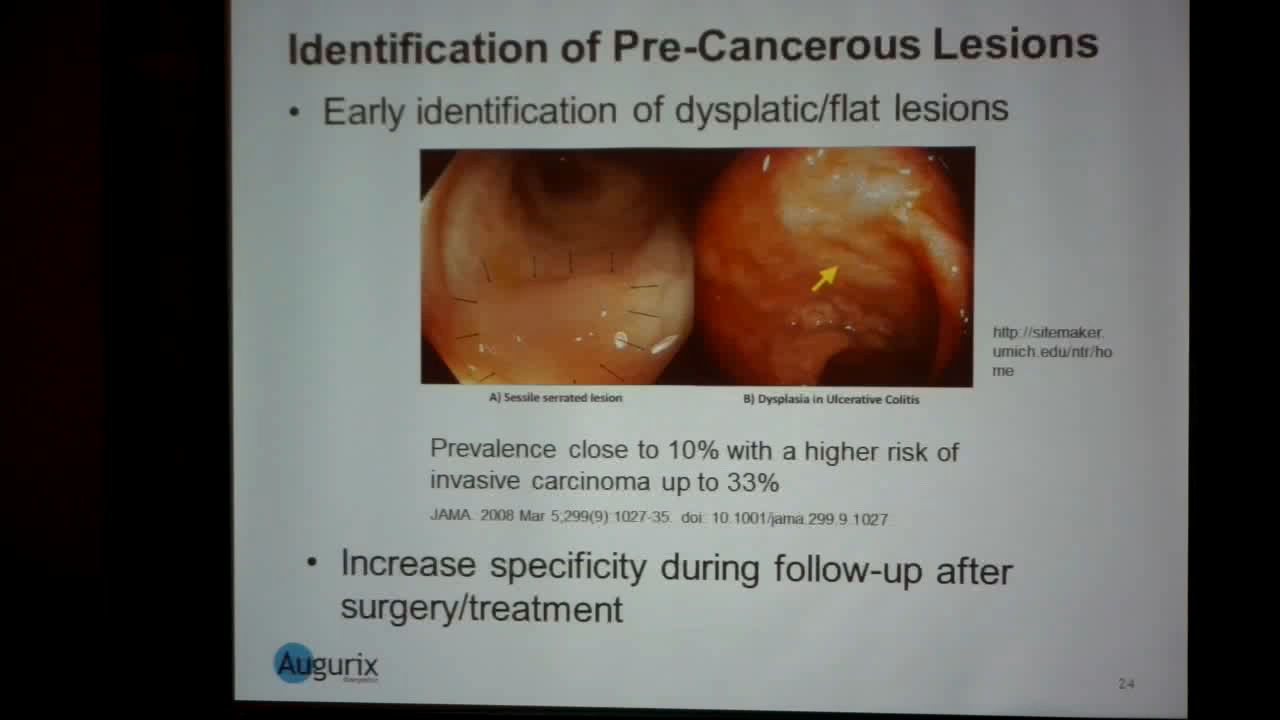 Identification of Pre-Cancerous Lesions
• Early identification of dysplatic/flat lesions
http://sitemaker.
umich.edu/ntr/ho
me
A) Sessile serrated lesion
B) Dysplasia in Ulcerative Colitis
Prevalence close to 10% with a higher risk of
invasive carcinoma up to 33%
JAMA. 2008 Mar 5;299(9):1027-35. doi: 10.1001/jama.299.9.1027.
• Increase specificity during follow-up after
surgery/treatment
Augurix
24